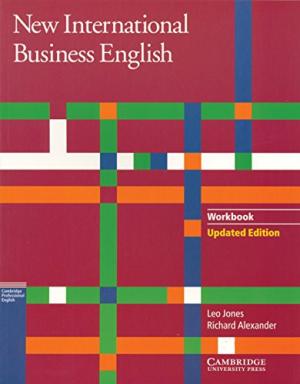 New International
Business English
Workbook
Updated Edition
Cambridge
Professional
English
Leo Jones
Richard Alexander
CAMBRIDGE
UNIVERSITY PRESS